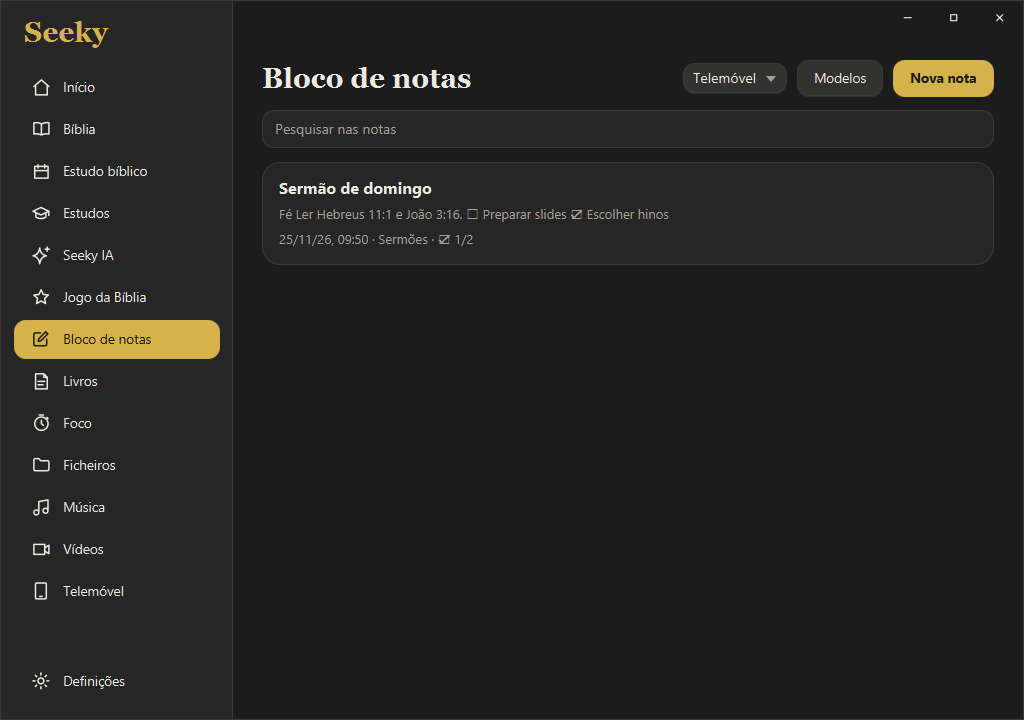 Seeky
Início
Bíblia
Estudo bíblico
Estudos
Seeky IA
Jogo da Bíblia
Bloco de notas
Livros
Foco
Ficheiros
Música
Vídeos
Telemóvel
Definições
Bloco de notas
Telemóvel
Modelos
Nova nota
Pesquisar nas notas
Sermão de domingo
Fé Ler Hebreus 11:1 e João 3:16. ☐ Preparar slides ☑ Escolher hinos
25/11/26, 09:50 · Sermões · ☑ 1/2